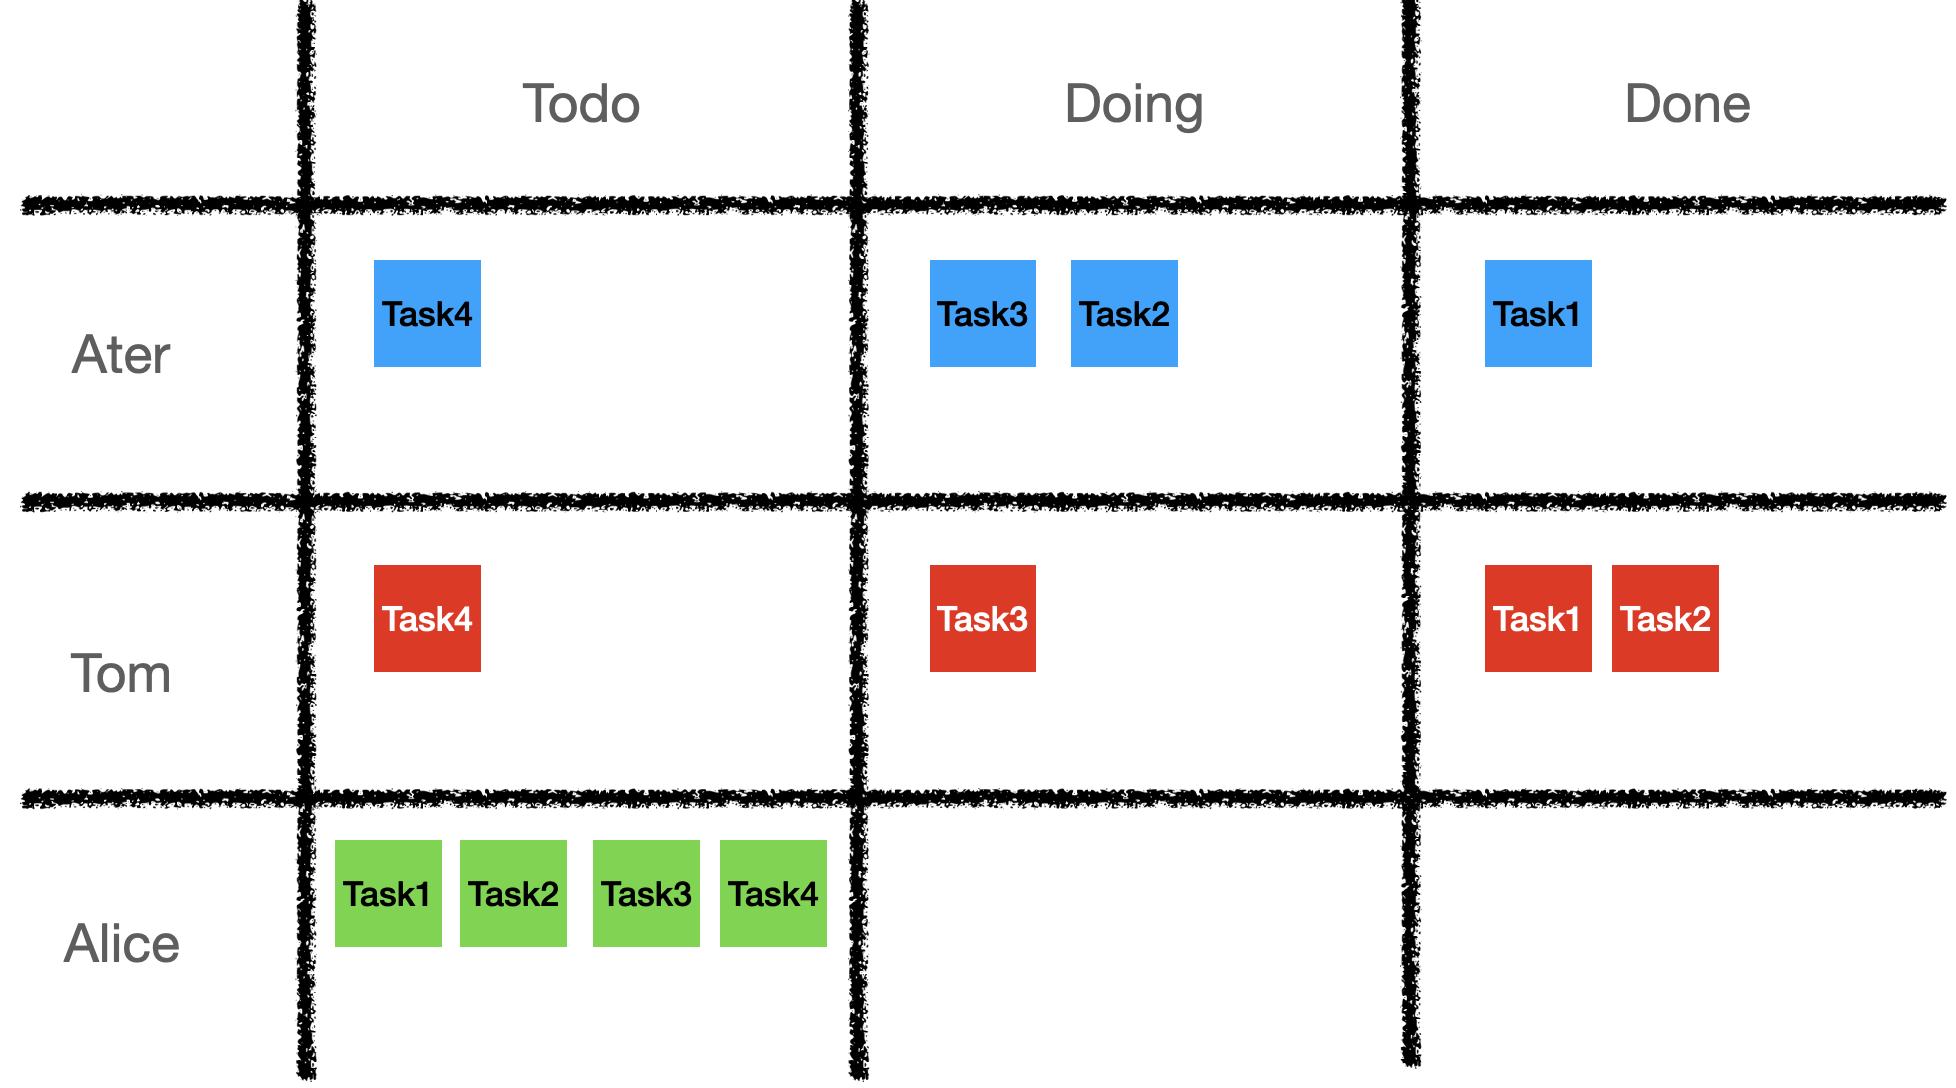 Todo Doing Done
Ater Task4 Task3 Task2 Task1
Tom Task4 Task3 Task1 Task2
Alice Task1 Task2 Task3 Task4